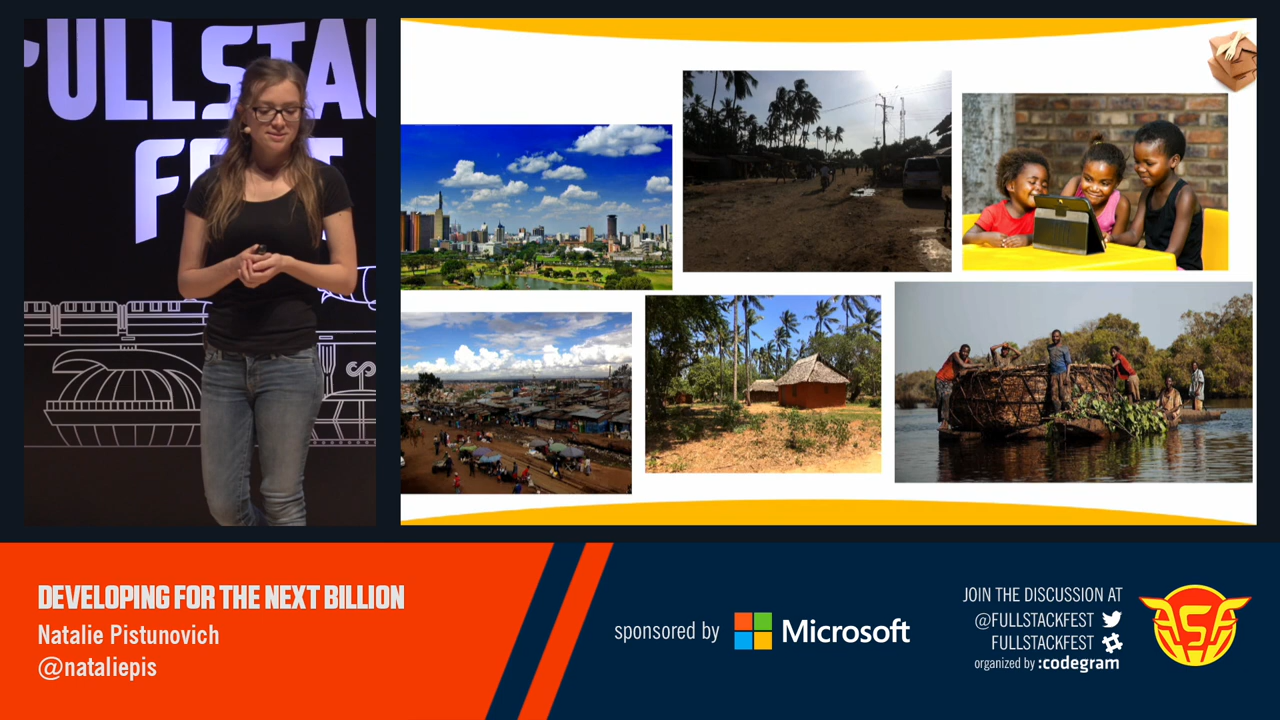 FULLSTACK
FEST
DEVELOPING FOR THE NEXT BILLION
Natalie Pistunovich
@nataliepis
sponsored by Microsoft
JOIN THE DISCUSSION AT
@FULLSTACKFEST
FULLSTACKFEST
organized by :codegram
FSF